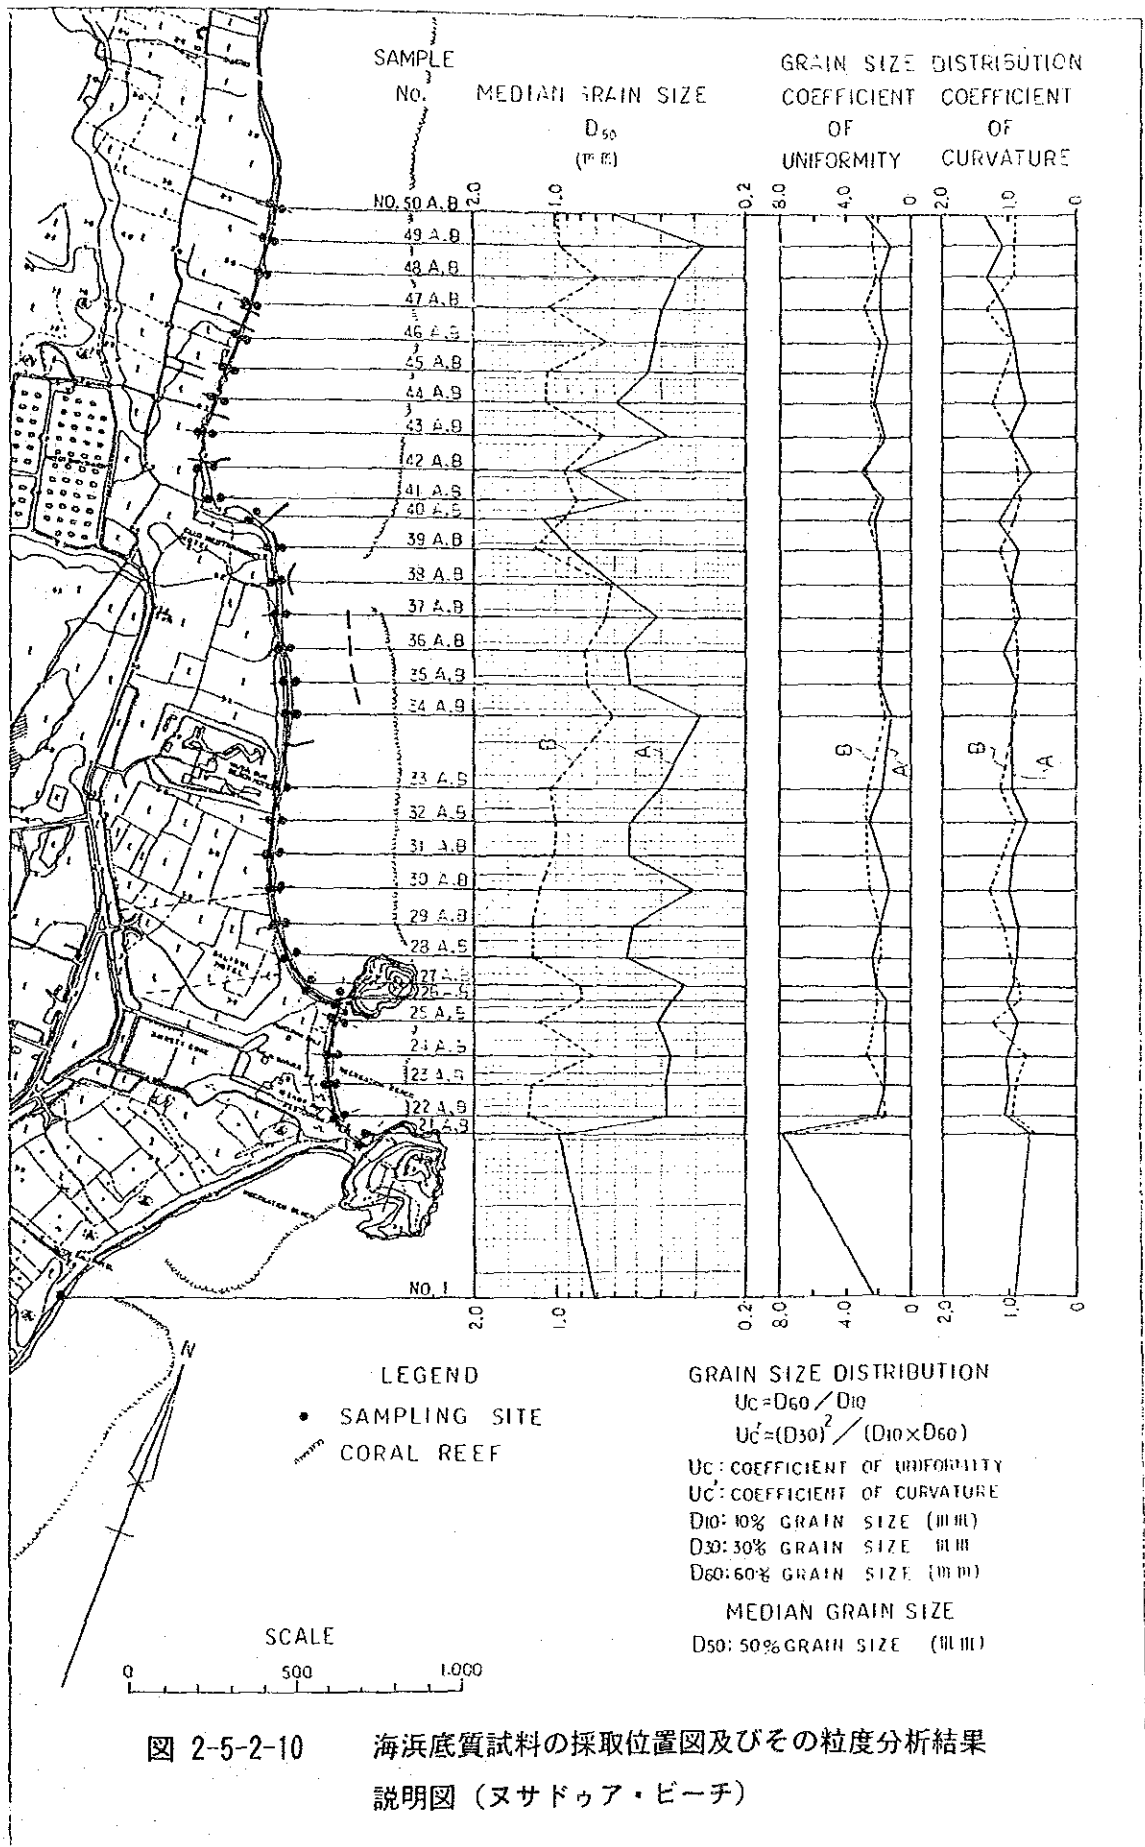 SAMPLE
No.
MEDIAN GRAIN SIZE
D50
(mm)
GRAIN SIZE DISTRIBUTION
COEFFICIENT OF UNIFORMITY
COEFFICIENT OF CURVATURE
2.0 1.0 0.2
8.0 4.0 0
2.0 1.0 0
NO. 50 A.B
49 A.B
48 A.B
47 A.B
46 A.B
45 A.B
44 A.B
43 A.B
42 A.B
41 A.B
40 A.B
39 A.B
38 A.B
37 A.B
36 A.B
35 A.B
34 A.B
33 A.B
32 A.B
31 A.B
30 A.B
29 A.B
28 A.B
27 A.B
26 A.B
25 A.B
24 A.B
23 A.B
22 A.B
21 A.B
NO. 1
B A
B A
B A
HOTEL
HOTEL
RECREATION BEACH
RECREATION BEACH
2.0 1.0 0.2
8.0 4.0 0
2.0 1.0 0
N
LEGEND
SAMPLING SITE
CORAL REEF
GRAIN SIZE DISTRIBUTION
Uc=D60/D10
Uc'=(D30)²/(D10×D60)
Uc: COEFFICIENT OF UNIFORMITY
Uc': COEFFICIENT OF CURVATURE
D10: 10% GRAIN SIZE (mm)
D30: 30% GRAIN SIZE mm
D60: 60% GRAIN SIZE (mm)
MEDIAN GRAIN SIZE
D50: 50% GRAIN SIZE (mm)
SCALE
0 500 1.000
図 2-5-2-10 海浜底質試料の採取位置図及びその粒度分析結果
説明図（ヌサドゥア・ビーチ）